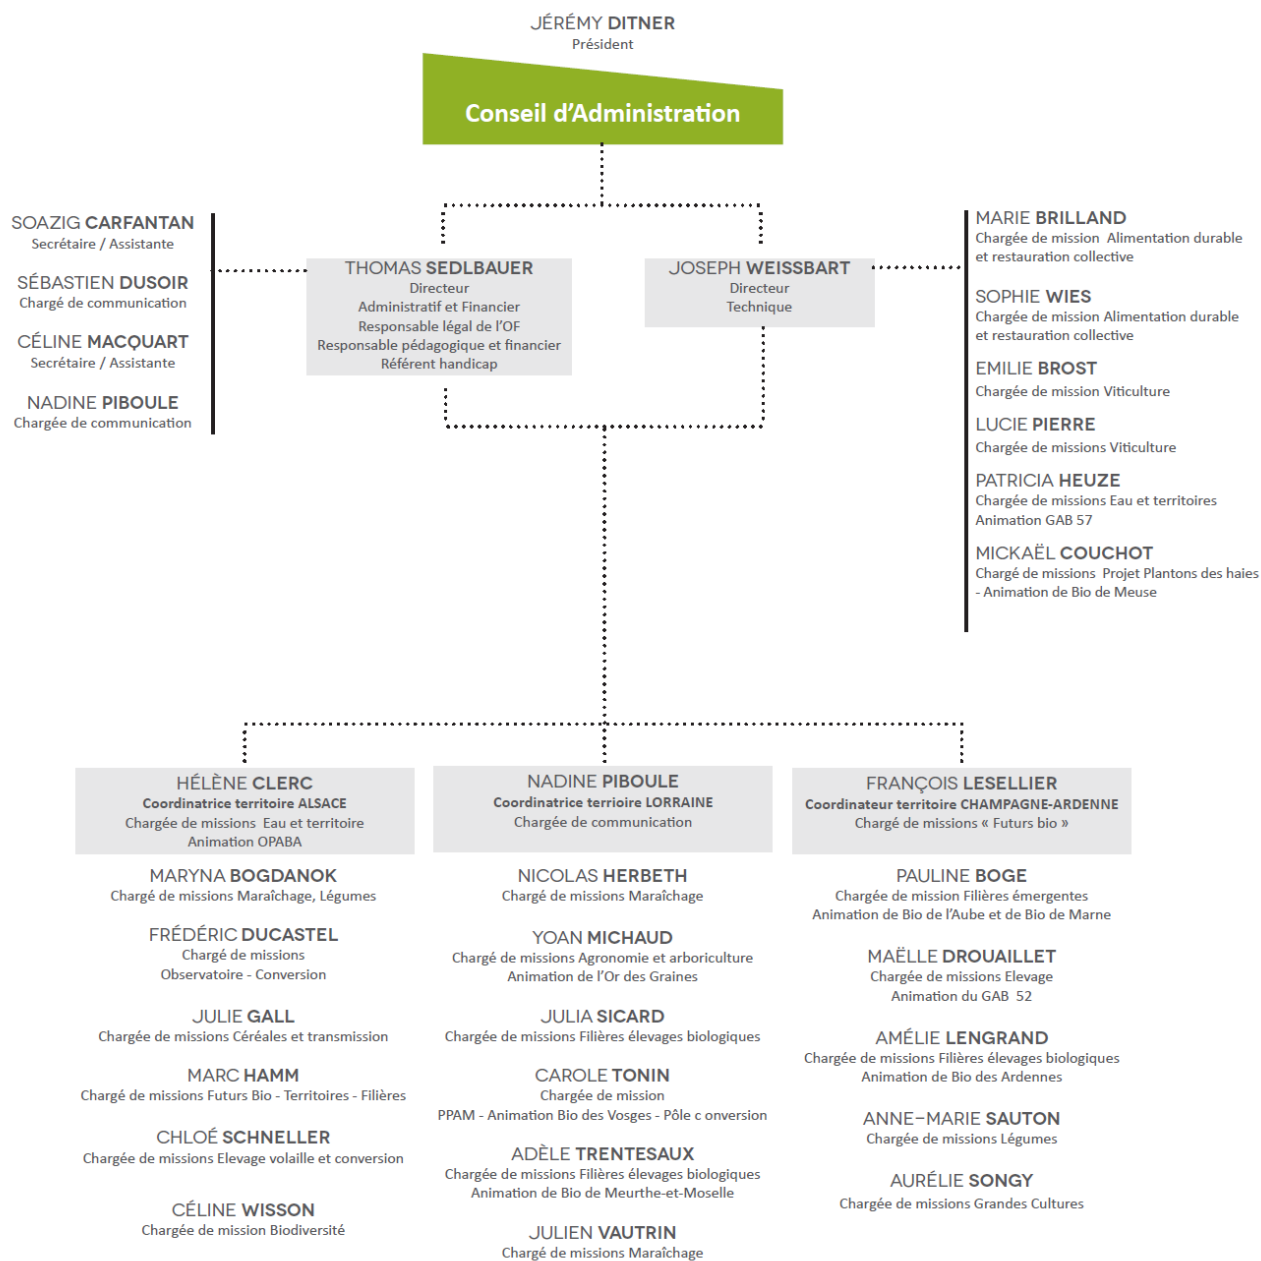 JÉRÉMY DITNER
Président
Conseil d'Administration
SOAZIG CARFANTAN
Secrétaire / Assistante
SÉBASTIEN DUSOIR
Chargé de communication
CÉLINE MACQUART
Secrétaire / Assistante
NADINE PIBOULE
Chargée de communication
THOMAS SEDLBAUER
Directeur
Administratif et Financier
Responsable légal de l'OF
Responsable pédagogique et financier
Référent handicap
JOSEPH WEISSBART
Directeur
Technique
MARIE BRILLAND
Chargée de mission Alimentation durable
et restauration collective
SOPHIE WIES
Chargée de mission Alimentation durable
et restauration collective
EMILIE BROST
Chargée de mission Viticulture
LUCIE PIERRE
Chargée de missions Viticulture
PATRICIA HEUZE
Chargée de missions Eau et territoires
Animation GAB 57
MICKAËL COUCHOT
Chargé de missions Projet Plantons des haies
- Animation de Bio de Meuse
HÉLÈNE CLERC
Coordinatrice territoire ALSACE
Chargée de missions Eau et territoire
Animation OPABA
MARYNA BOGDANOK
Chargé de missions Maraîchage, Légumes
FRÉDÉRIC DUCASTEL
Chargé de missions
Observatoire - Conversion
JULIE GALL
Chargée de missions Céréales et transmission
MARC HAMM
Chargé de missions Futurs Bio - Territoires - Filières
CHLOÉ SCHNELLER
Chargée de missions Elevage volaille et conversion
CÉLINE WISSON
Chargée de mission Biodiversité
NADINE PIBOULE
Coordinatrice terrioire LORRAINE
Chargée de communication
NICOLAS HERBETH
Chargé de missions Maraîchage
YOAN MICHAUD
Chargé de missions Agronomie et arboriculture
Animation de l'Or des Graines
JULIA SICARD
Chargée de missions Filières élevages biologiques
CAROLE TONIN
Chargée de mission
PPAM - Animation Bio des Vosges - Pôle c onversion
ADÈLE TRENTESAUX
Chargée de missions Filières élevages biologiques
Animation de Bio de Meurthe-et-Moselle
JULIEN VAUTRIN
Chargé de missions Maraîchage
FRANÇOIS LESELLIER
Coordinateur territoire CHAMPAGNE-ARDENNE
Chargé de missions « Futurs bio »
PAULINE BOGE
Chargée de mission Filières émergentes
Animation de Bio de l'Aube et de Bio de Marne
MAËLLE DROUAILLET
Chargée de missions Elevage
Animation du GAB 52
AMÉLIE LENGRAND
Chargée de missions Filières élevages biologiques
Animation de Bio des Ardennes
ANNE-MARIE SAUTON
Chargée de missions Légumes
AURÉLIE SONGY
Chargée de missions Grandes Cultures